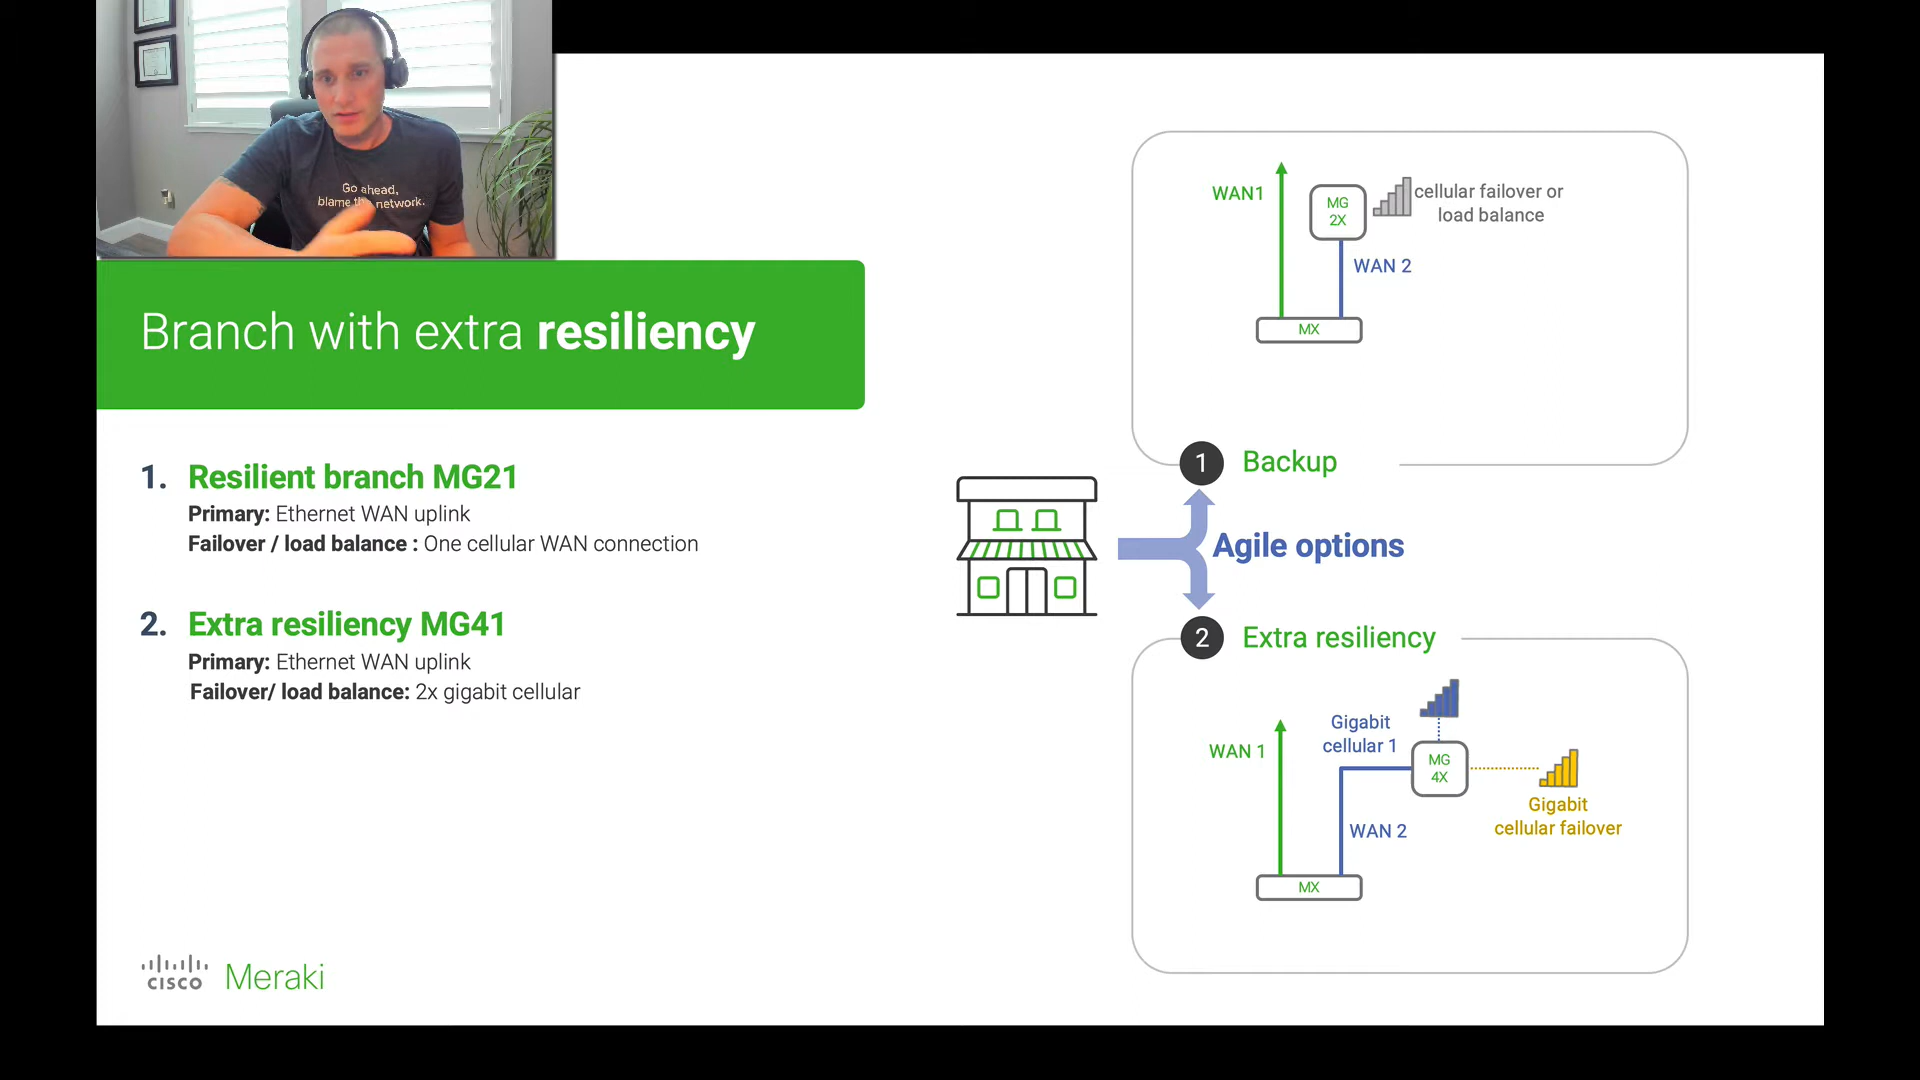 Go ahead,
blame the network.
Branch with extra resiliency
1. Resilient branch MG21
Primary: Ethernet WAN uplink
Failover / load balance : One cellular WAN connection
2. Extra resiliency MG41
Primary: Ethernet WAN uplink
Failover/ load balance: 2x gigabit cellular
CISCO Meraki
WAN1
MG
2X
cellular failover or
load balance
WAN 2
MX
1 Backup
Agile options
2 Extra resiliency
Gigabit
cellular 1
WAN 1
MG
4X
Gigabit
cellular failover
WAN 2
MX